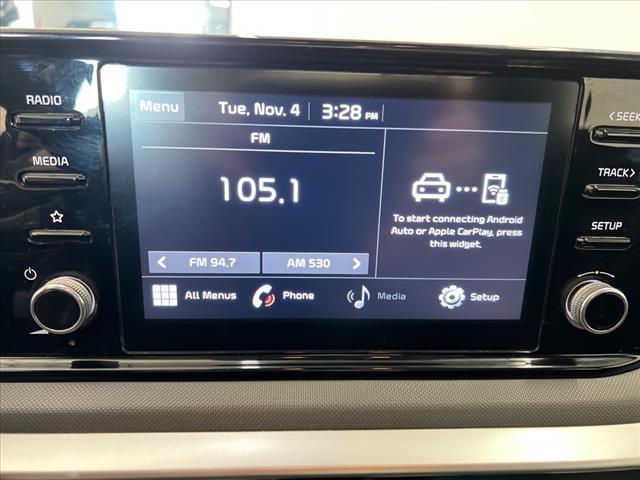 RADIO
MEDIA
Menu Tue, Nov. 4 3:28 PM
FM
105.1
< FM 94.7 AM 530 >
To start connecting Android
Auto or Apple CarPlay, press
this widget.
All Menus Phone Media Setup
< SEEK
TRACK >
SETUP